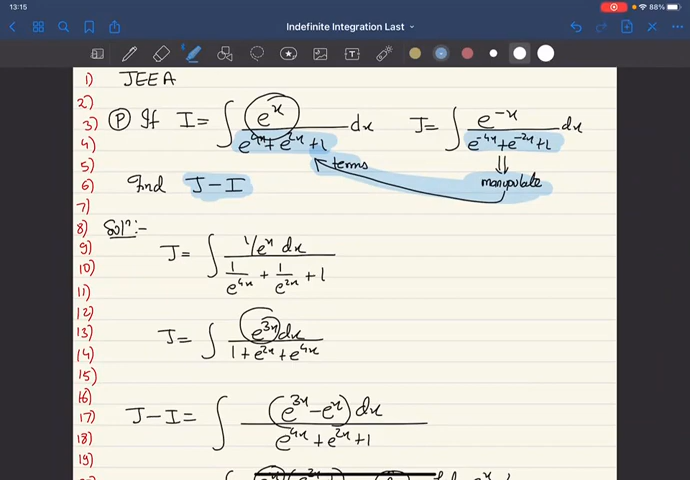 13:15
88%
Indefinite Integration Last
1) JEEA
2)
3) P If I = ∫ e^x / (e^4x + e^2x + 1) dx J = ∫ e^-x / (e^-4x + e^-2x + 1) dx
4)
5) terms ⇓
6) Find J - I manipulate
7)
8) Solⁿ:-
9) J = ∫ (1/e^x dx) / (1/e^4x + 1/e^2x + 1)
10)
11)
12)
13) J = ∫ e^3x dx / (1 + e^2x + e^4x)
14)
15)
16)
17) J - I = ∫ (e^3x - e^x) dx / (e^4x + e^2x + 1)
18)
19)